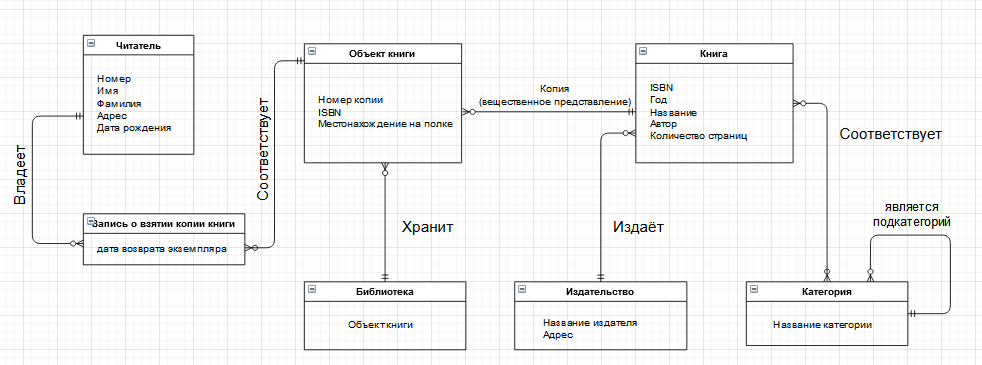 Читатель
Номер
Имя
Фамилия
Адрес
Дата рождения
Владеет
Запись о взятии копии книги
дата возврата экземпляра
Соответствует
Объект книги
Номер копии
ISBN
Местонахождение на полке
Хранит
Библиотека
Объект книги
Копия
(вещественное представление)
Книга
ISBN
Год
Название
Автор
Количество страниц
Издаёт
Издательство
Название издателя
Адрес
Соответствует
является
подкатегорий
Категория
Название категории